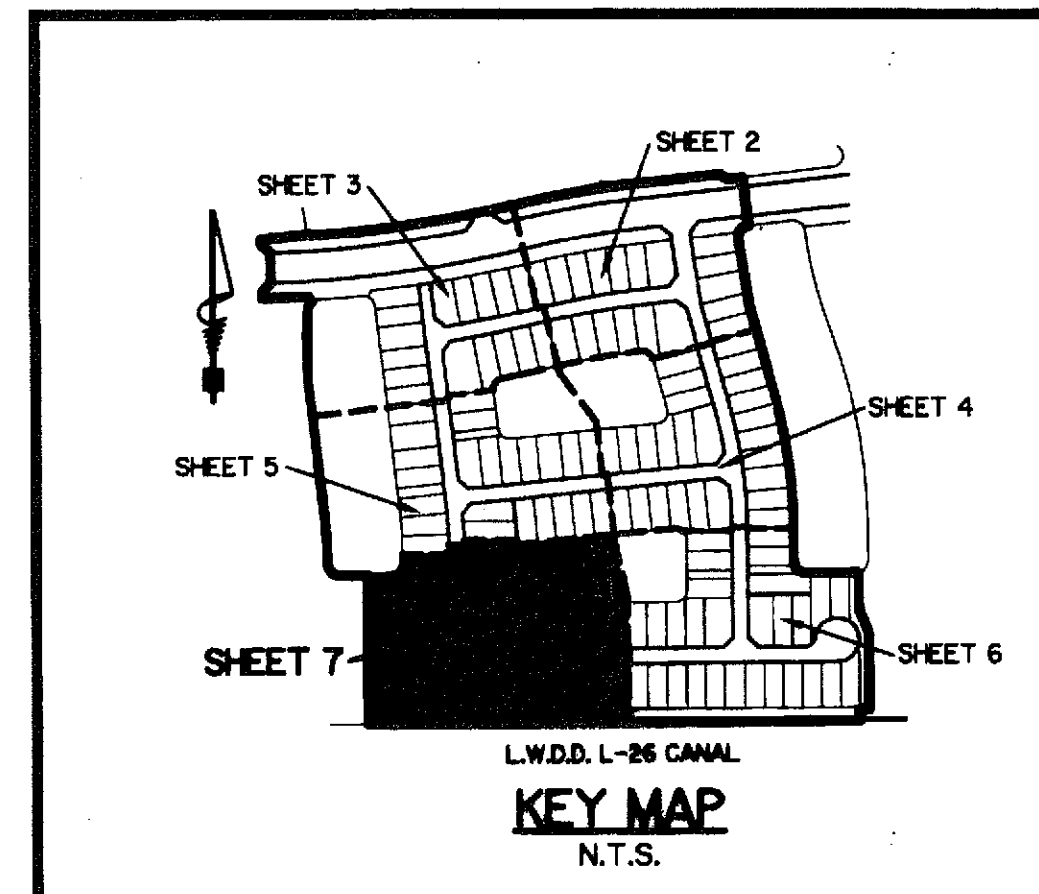 SHEET 2
SHEET 3
SHEET 4
SHEET 5
SHEET 7
SHEET 6
L.W.D.D. L-26 CANAL
KEY MAP
N.T.S.